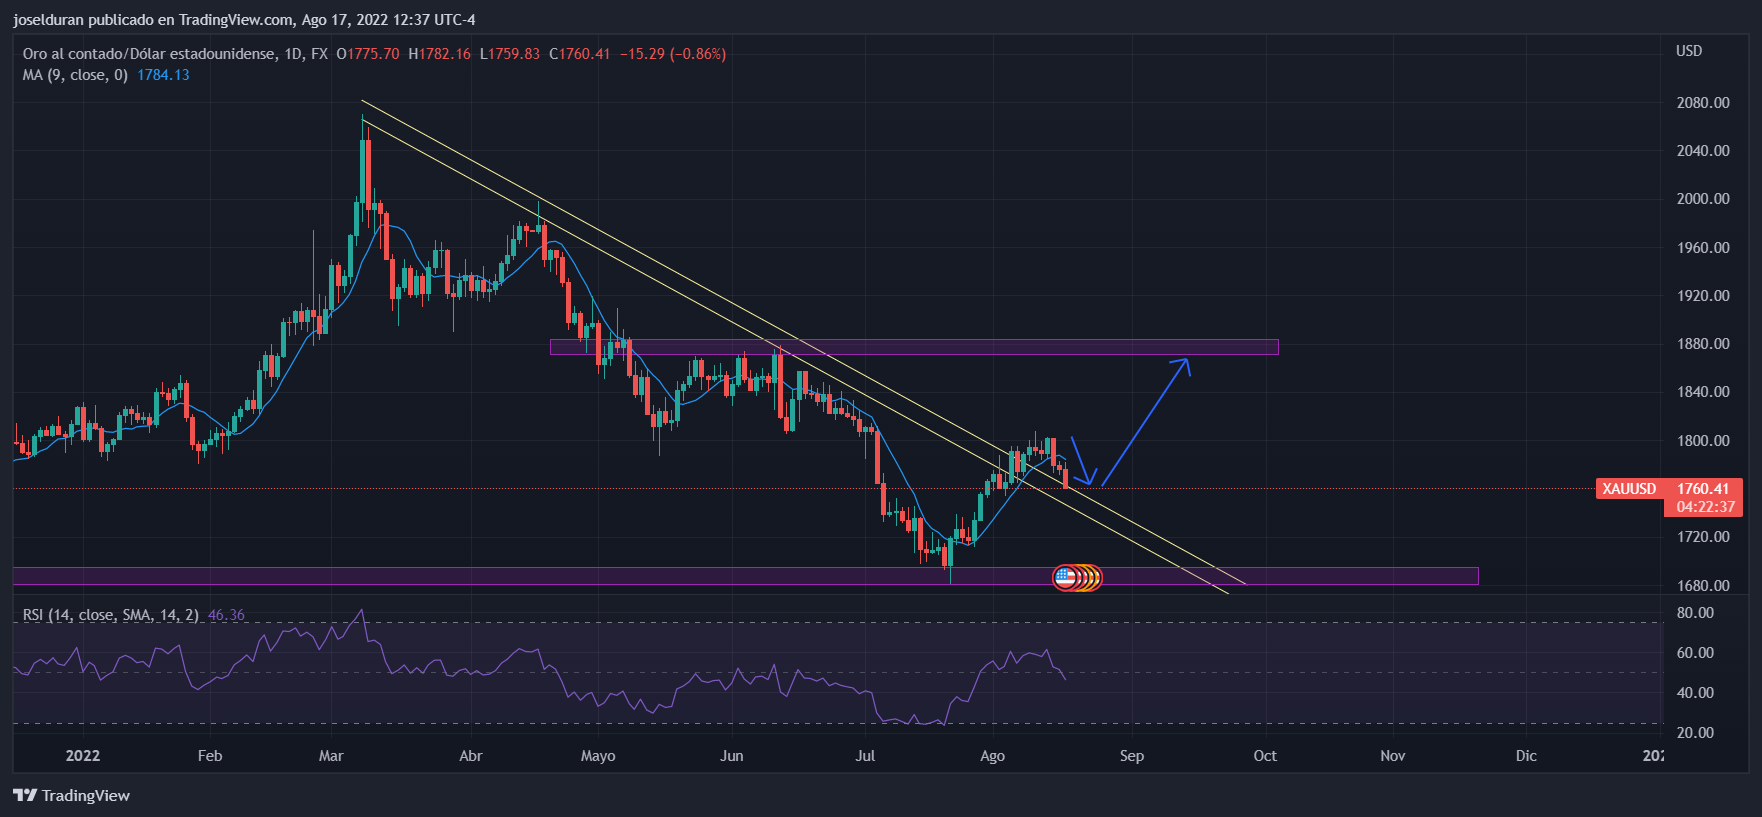 joselduran publicado en TradingView.com, Ago 17, 2022 12:37 UTC-4
Oro al contado/Dólar estadounidense, 1D, FX O1775.70 H1782.16 L1759.83 C1760.41 −15.29 (−0.86%)
MA (9, close, 0) 1784.13
USD
2080.00
2040.00
2000.00
1960.00
1920.00
1880.00
1840.00
1800.00
XAUUSD 1760.41
04:22:37
1720.00
1680.00
RSI (14, close, SMA, 14, 2) 46.36
80.00
60.00
40.00
20.00
2022 Feb Mar Abr Mayo Jun Jul Ago Sep Oct Nov Dic
TradingView